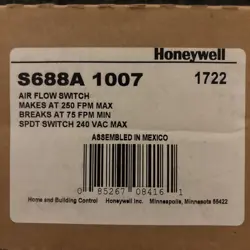 Honeywell
S688A 1007 1722
AIR FLOW SWITCH
MAKES AT 250 FPM MAX
BREAKS AT 75 FPM MIN
SPDT SWITCH 240 VAC MAX
ASSEMBLED IN MEXICO
0 85267 08416 1
Home and Building Control Honeywell Inc. Minneapolis, Minnesota 55422